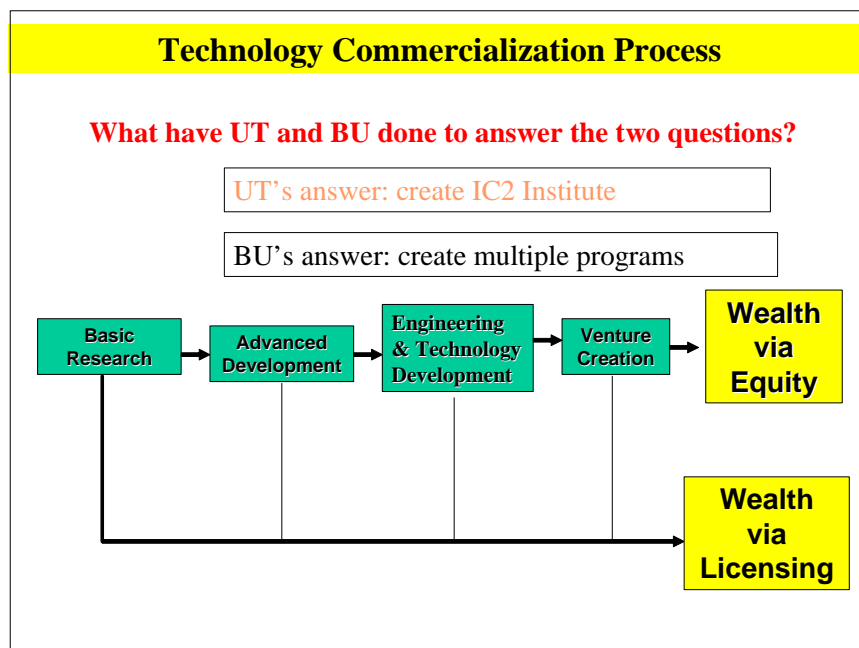 Technology Commercialization Process
What have UT and BU done to answer the two questions?
UT’s answer: create IC2 Institute
BU’s answer: create multiple programs
Basic
Research
Advanced
Development
Engineering
& Technology
Development
Venture
Creation
Wealth
via
Equity
Wealth
via
Licensing